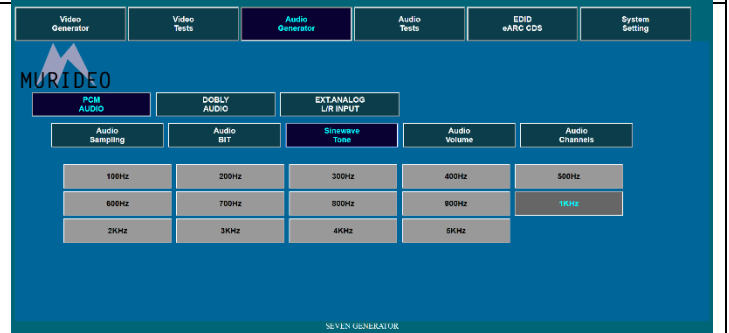 Video Generator
Video Tests
Audio Generator
Audio Tests
EDID eARC CDS
System Setting
MURIDEO
PCM AUDIO
DOBLY AUDIO
EXT.ANALOG L/R INPUT
Audio Sampling
Audio BIT
Sinewave Tone
Audio Volume
Audio Channels
100Hz
200Hz
300Hz
400Hz
500Hz
600Hz
700Hz
800Hz
900Hz
1KHz
2KHz
3KHz
4KHz
5KHz
SEVEN GENERATOR